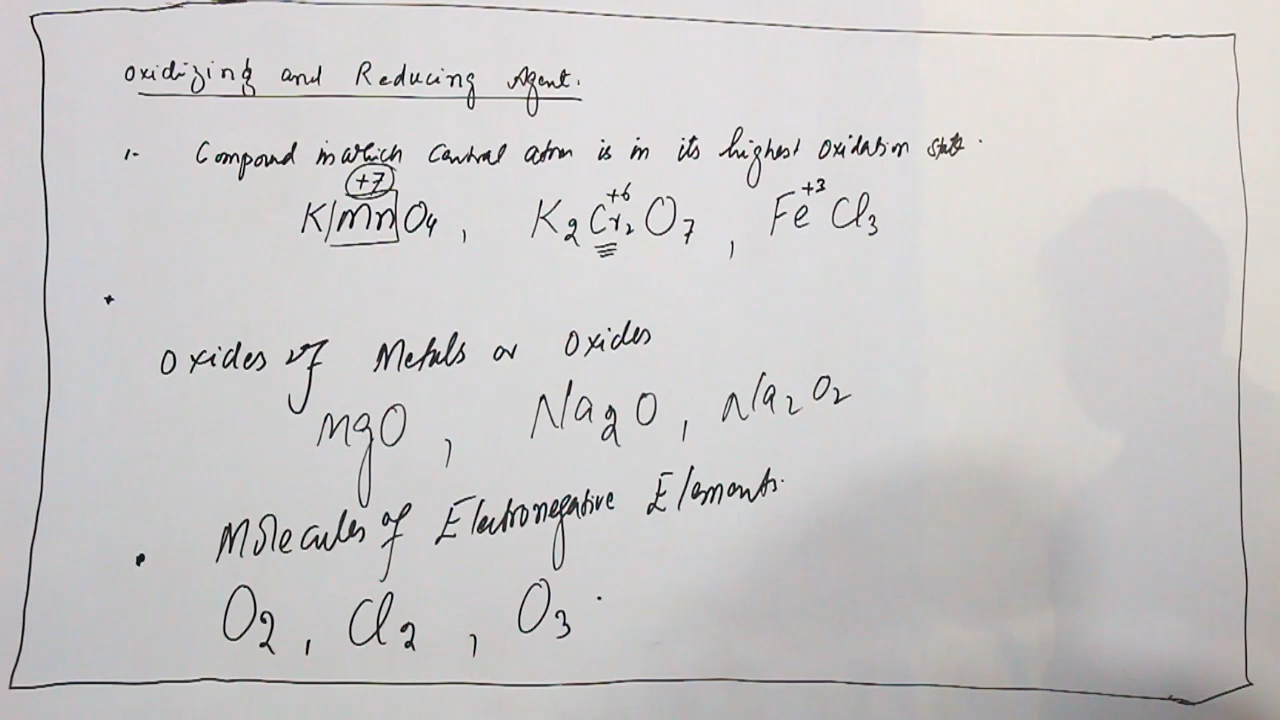 Oxidizing and Reducing Agent.
1- Compound in which central atom is in its highest oxidation state.
+7 +6 +3
KMnO4, K2Cr2O7, FeCl3
Oxides of Metals or Oxides
MgO, Na2O, Na2O2
• Molecules of Electronegative Elements.
O2, Cl2, O3.